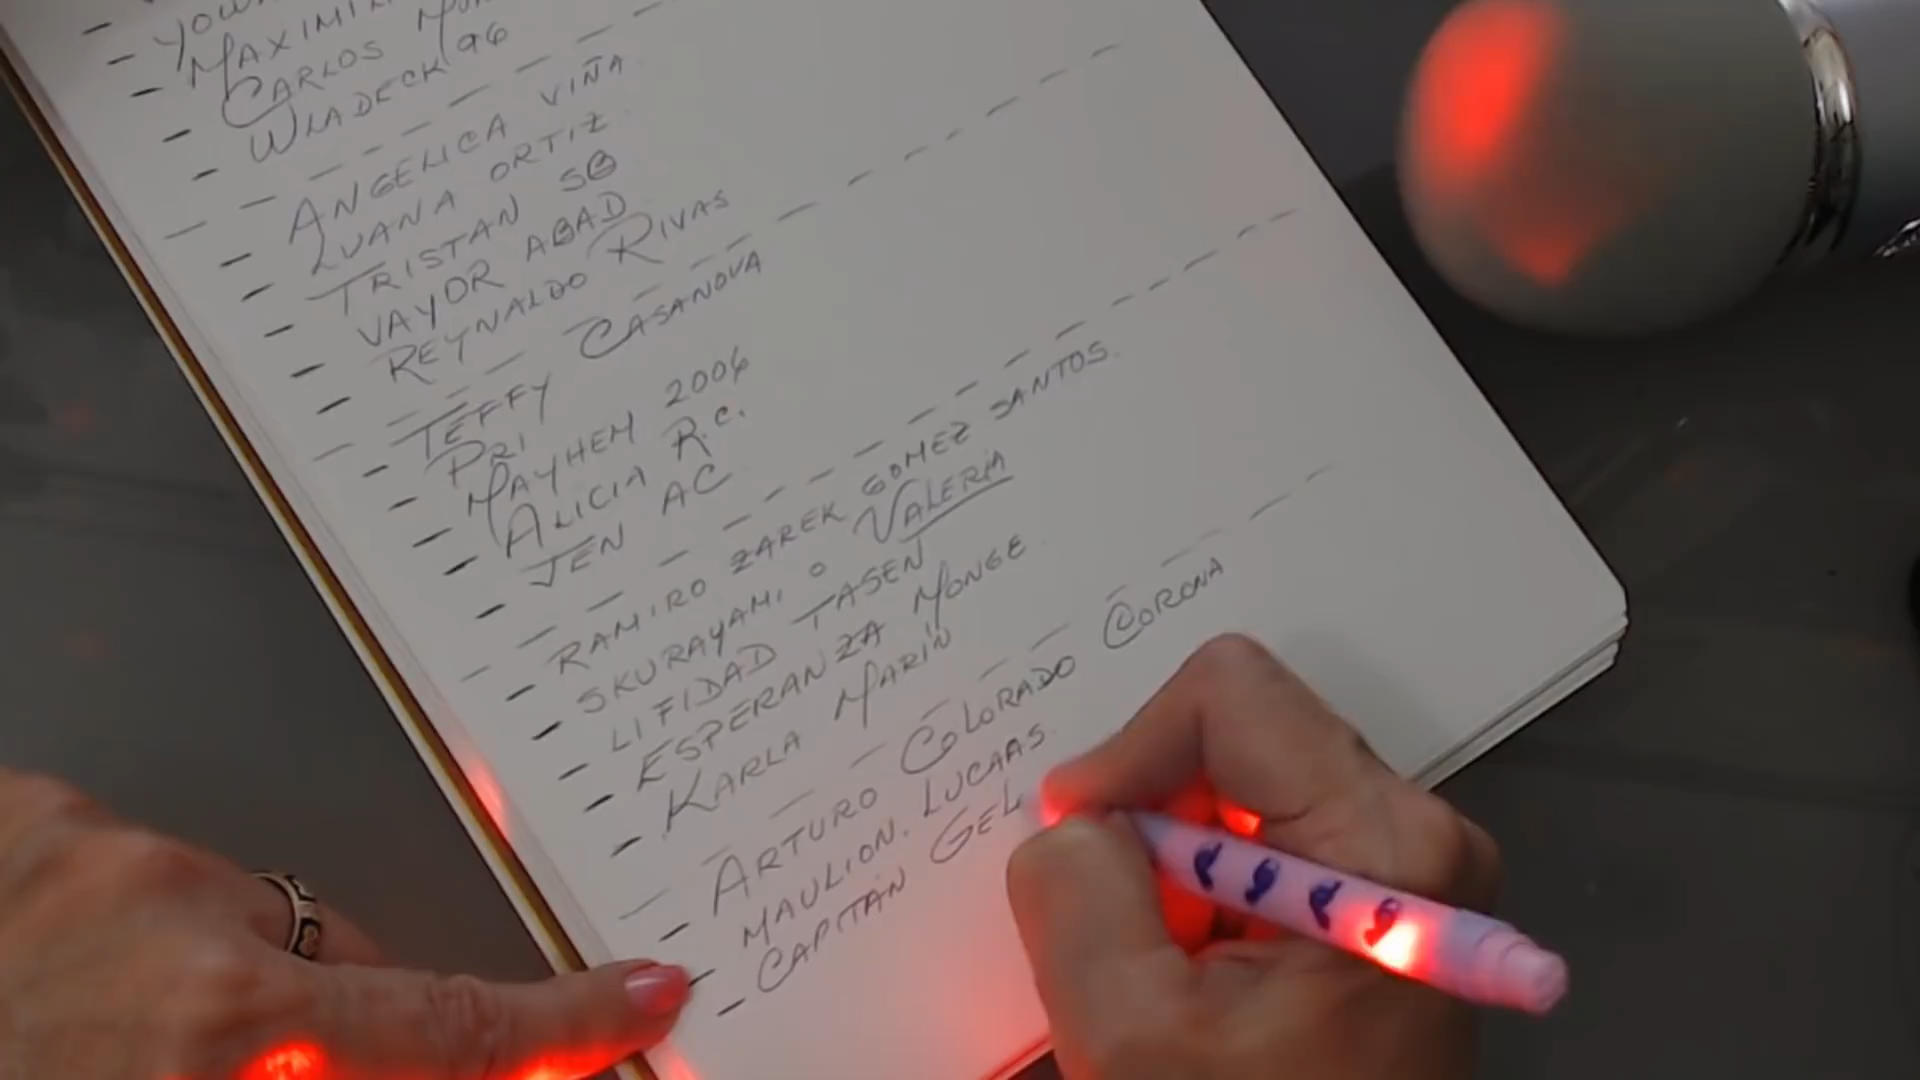 CARLOS
WLADECK 96
ANGELICA VIÑA
LUANA ORTIZ
TRISTAN SB
VAYOR ABAD
REYNALDO RIVAS
TEFFY CASANOVA
PRI
MAYHEM 2006
ALICIA R.C.
JEN AC
RAMIRO ZAREK GOMEZ SANTOS.
SKURAYAMI O VALERIA
LIFIDAD TASEN
ESPERANZA MONGE
KARLA MARIN
ARTURO COLORADO CORONA
MAULION. LUCAAS.
CAPITÁN GEL